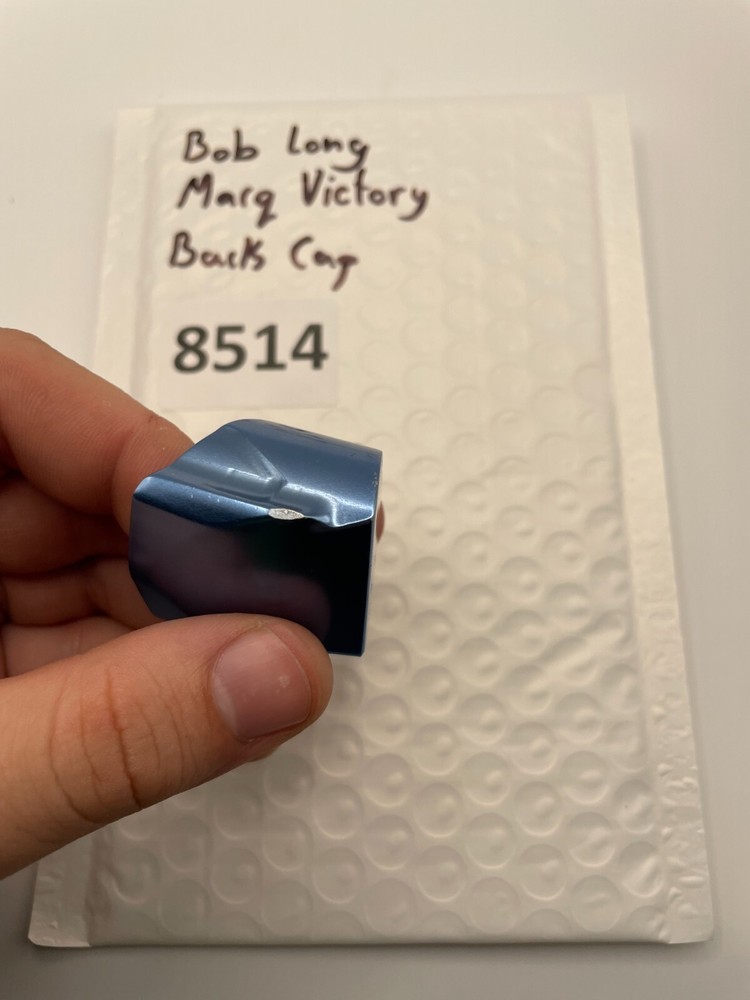 Bob Long
Marq Victory
Back Cap
8514